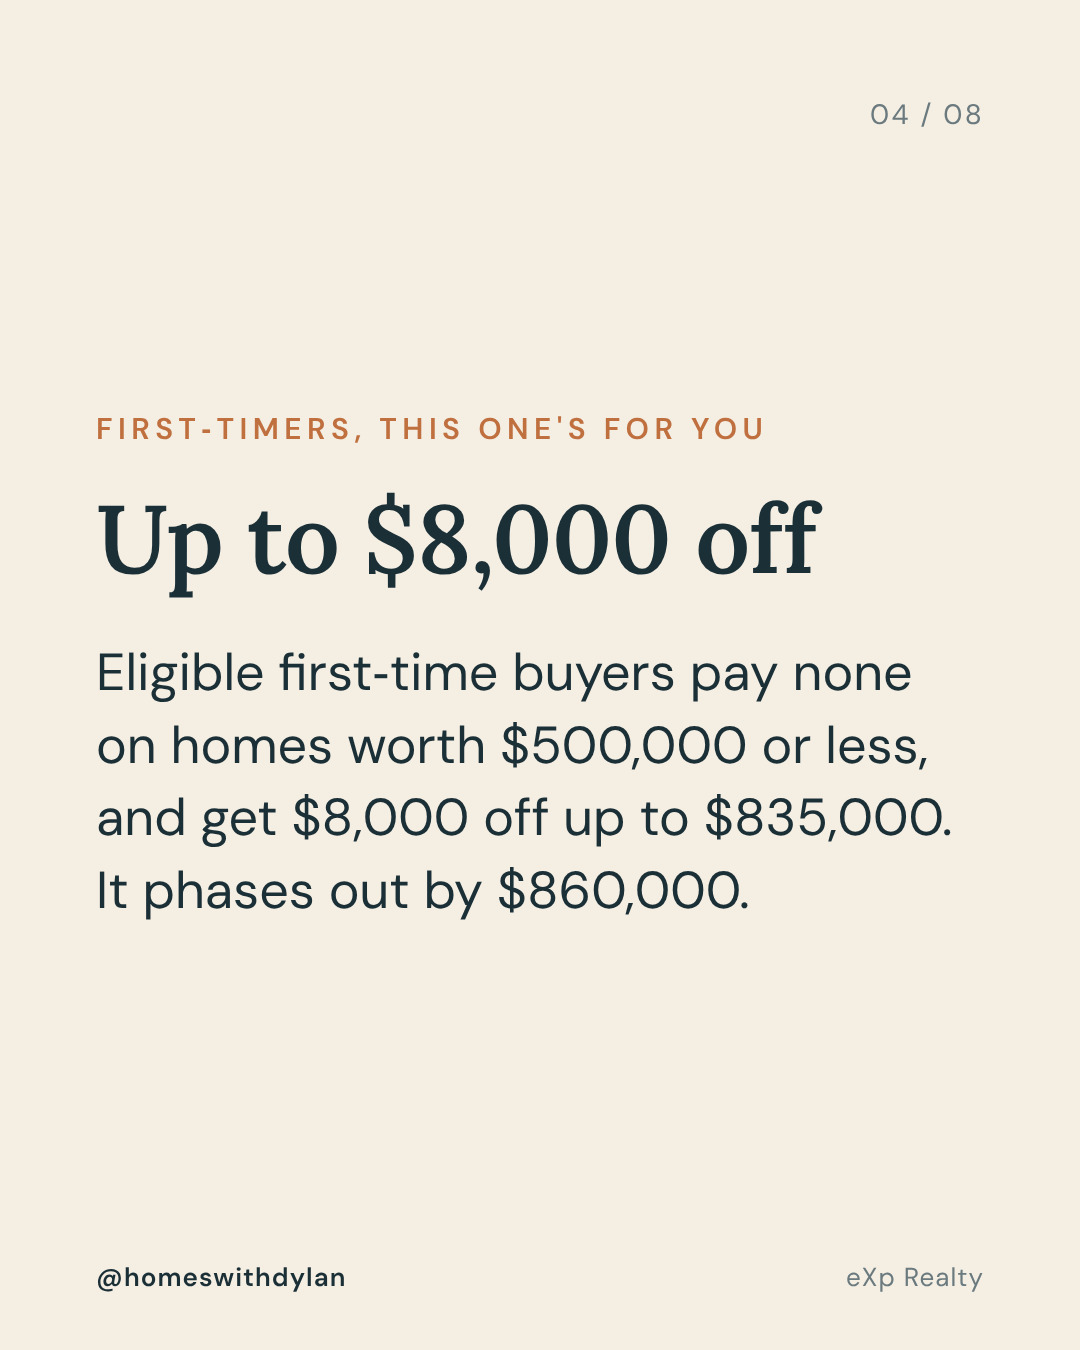 04 / 08
FIRST-TIMERS, THIS ONE'S FOR YOU
Up to $8,000 off
Eligible first-time buyers pay none
on homes worth $500,000 or less,
and get $8,000 off up to $835,000.
It phases out by $860,000.
@homeswithdylan
eXp Realty